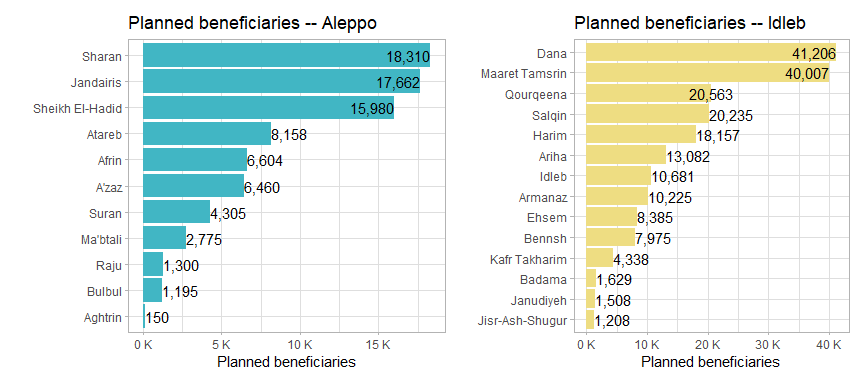 Planned beneficiaries -- Aleppo
Sharan 18,310
Jandairis 17,662
Sheikh El-Hadid 15,980
Atareb 8,158
Afrin 6,604
A'zaz 6,460
Suran 4,305
Ma'btali 2,775
Raju 1,300
Bulbul 1,195
Aghtrin 150
0 K 5 K 10 K 15 K
Planned beneficiaries
Planned beneficiaries -- Idleb
Dana 41,206
Maaret Tamsrin 40,007
Qourqeena 20,563
Salqin 20,235
Harim 18,157
Ariha 13,082
Idleb 10,681
Armanaz 10,225
Ehsem 8,385
Bennsh 7,975
Kafr Takharim 4,338
Badama 1,629
Janudiyeh 1,508
Jisr-Ash-Shugur 1,208
0 K 10 K 20 K 30 K 40 K
Planned beneficiaries